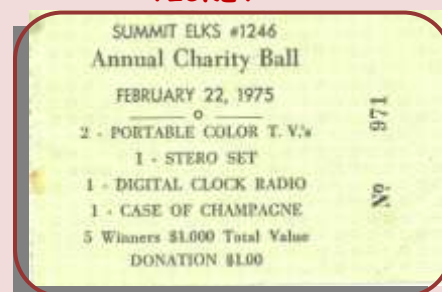 SUMMIT ELKS #1246
Annual Charity Ball
FEBRUARY 22, 1975
2 - PORTABLE COLOR T. V.'s
1 - STERO SET
1 - DIGITAL CLOCK RADIO
1 - CASE OF CHAMPAGNE
5 Winners $1.000 Total Value
DONATION $1.00
Nº 971